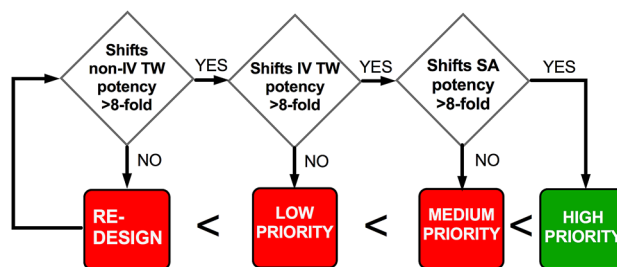 Shifts
non-IV TW
potency
>8-fold
YES
Shifts IV TW
potency
>8-fold
YES
Shifts SA
potency
>8-fold
YES
NO
NO
NO
RE-
DESIGN
<
LOW
PRIORITY
<
MEDIUM
PRIORITY
<
HIGH
PRIORITY